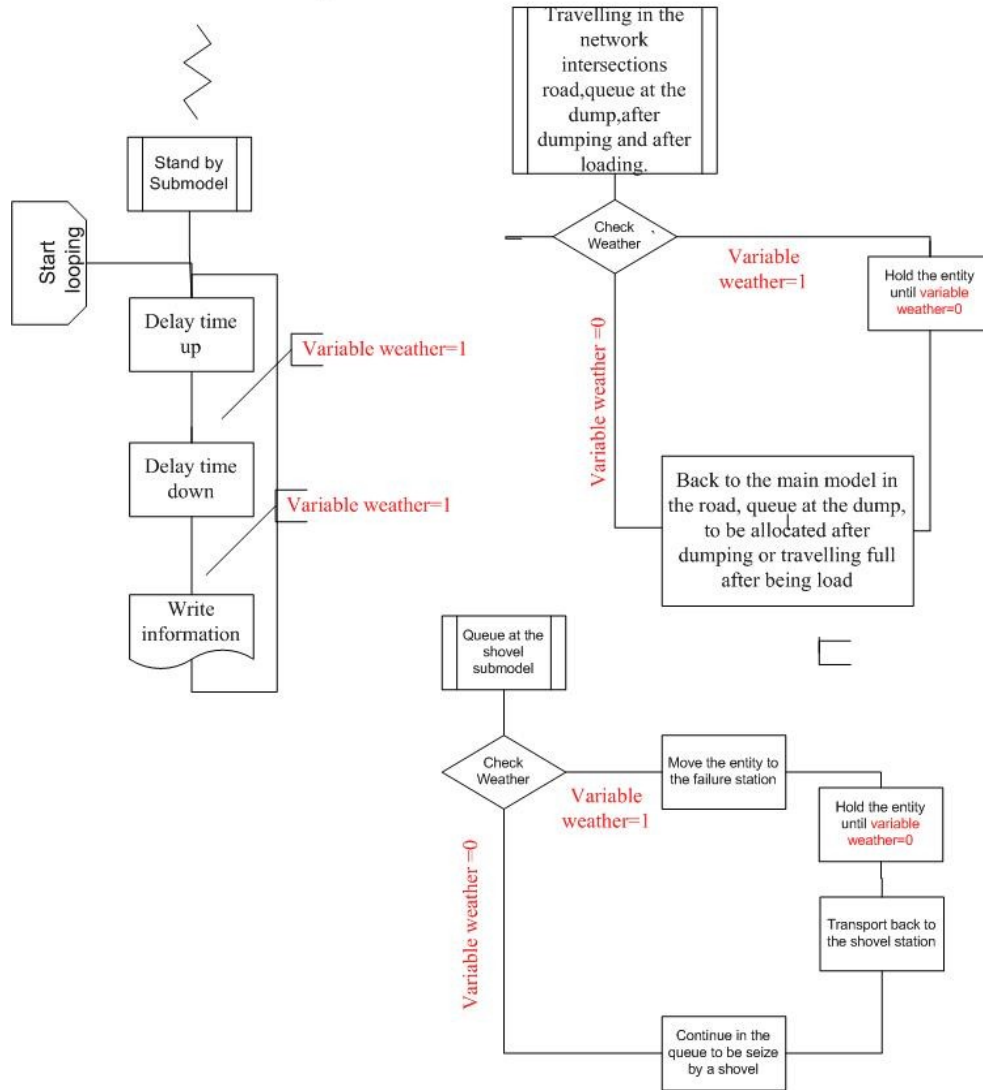 Stand by
Submodel
Start
looping
Delay time
up
Variable weather=1
Delay time
down
Variable weather=1
Write
information
Travelling in the
network
intersections
road,queue at the
dump,after
dumping and after
loading.
Check
Weather
Variable
weather=1
Hold the entity
until variable
weather=0
Variable weather =0
Back to the main model in
the road, queue at the dump,
to be allocated after
dumping or travelling full
after being load
Queue at the
shovel
submodel
Check
Weather
Variable
weather=1
Move the entity to
the failure station
Hold the entity
until variable
weather=0
Variable weather =0
Transport back to
the shovel station
Continue in the
queue to be seize
by a shovel